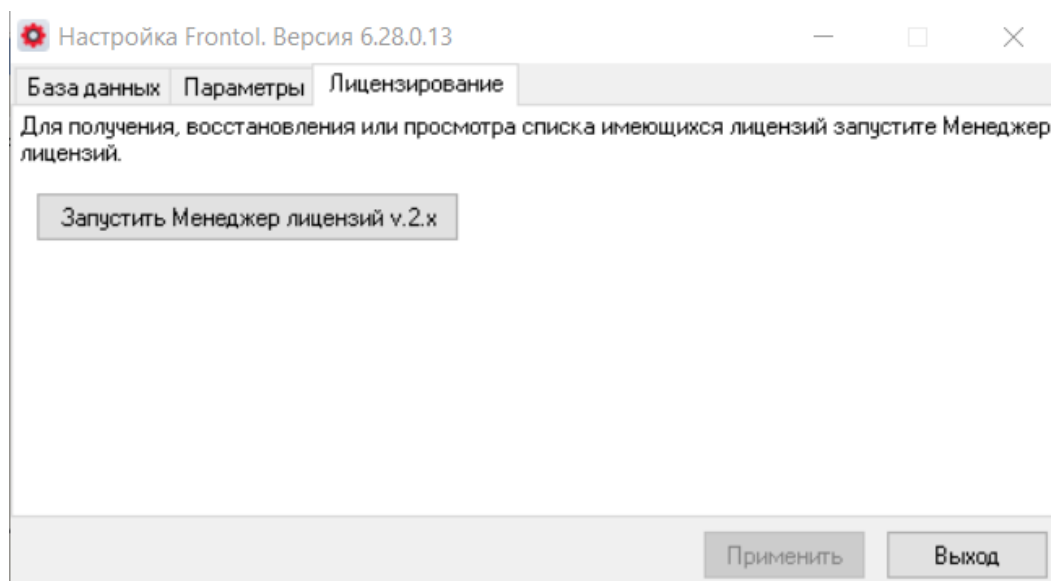 Настройка Frontol. Версия 6.28.0.13
База данных Параметры Лицензирование
Для получения, восстановления или просмотра списка имеющихся лицензий запустите Менеджер
лицензий.
Запустить Менеджер лицензий v.2.x
Применить Выход